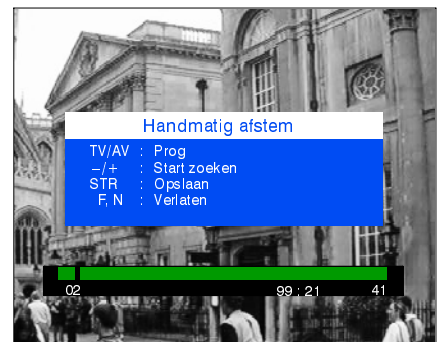 Handmatig afstem
TV/AV : Prog
–/+ : Start zoeken
STR : Opslaan
F, N : Verlaten
02 99 : 21 41